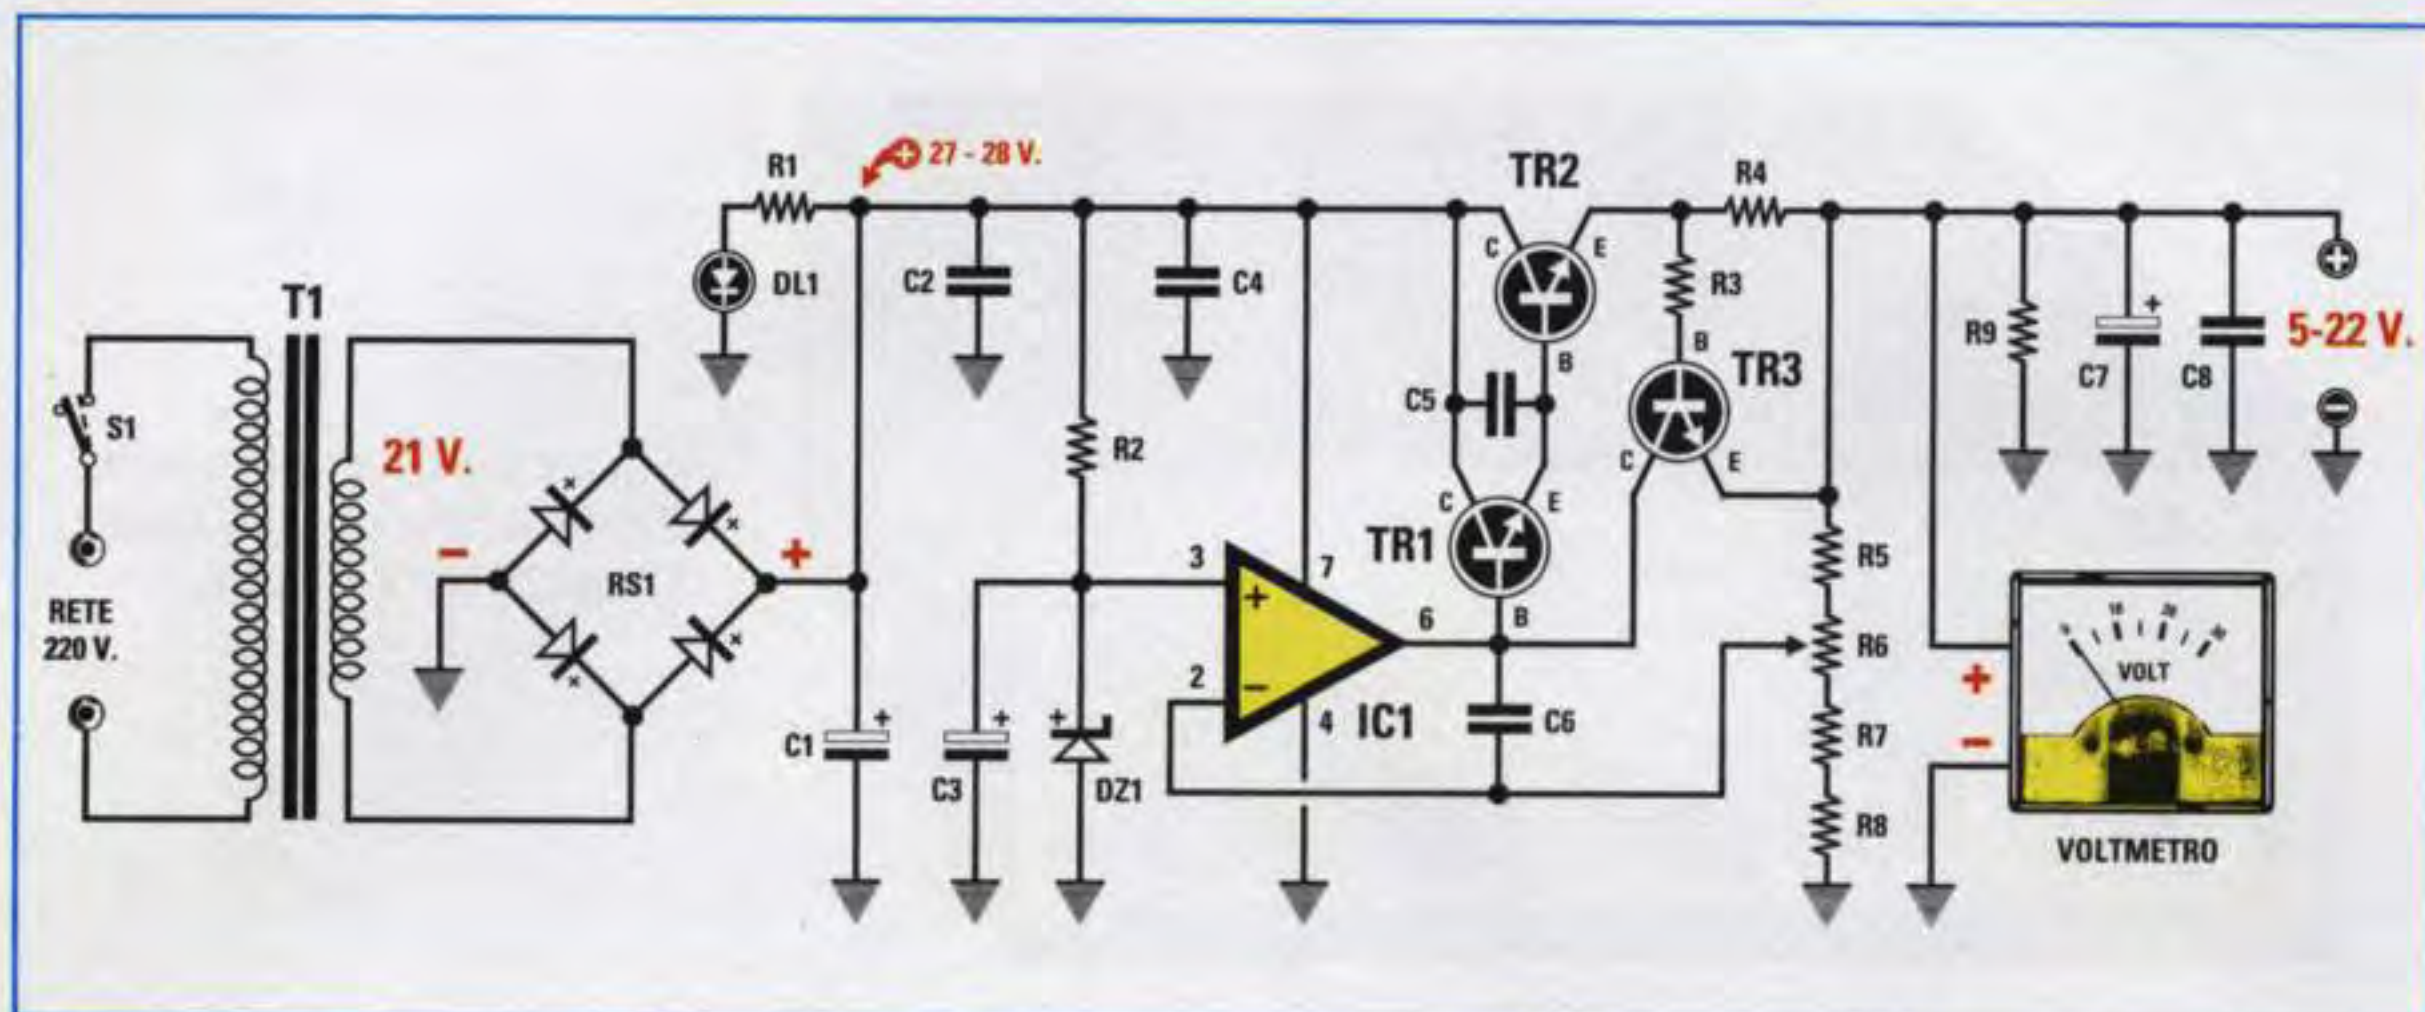 R1
+ 27 - 28 V.
TR2
R4
C
E
DL1
C2
C4
B
R3
R9
+
C7
C8
+
5-22 V.
-
T1
S1
21 V.
R2
C5
B
TR3
C
E
RETE
220 V.
-
RS1
+
3
+
7
C
E
TR1
R5
B
6
R6
VOLT
2
-
4
IC1
+
C1
+
C3
+
DZ1
C6
R7
R8
+
-
VOLTMETRO